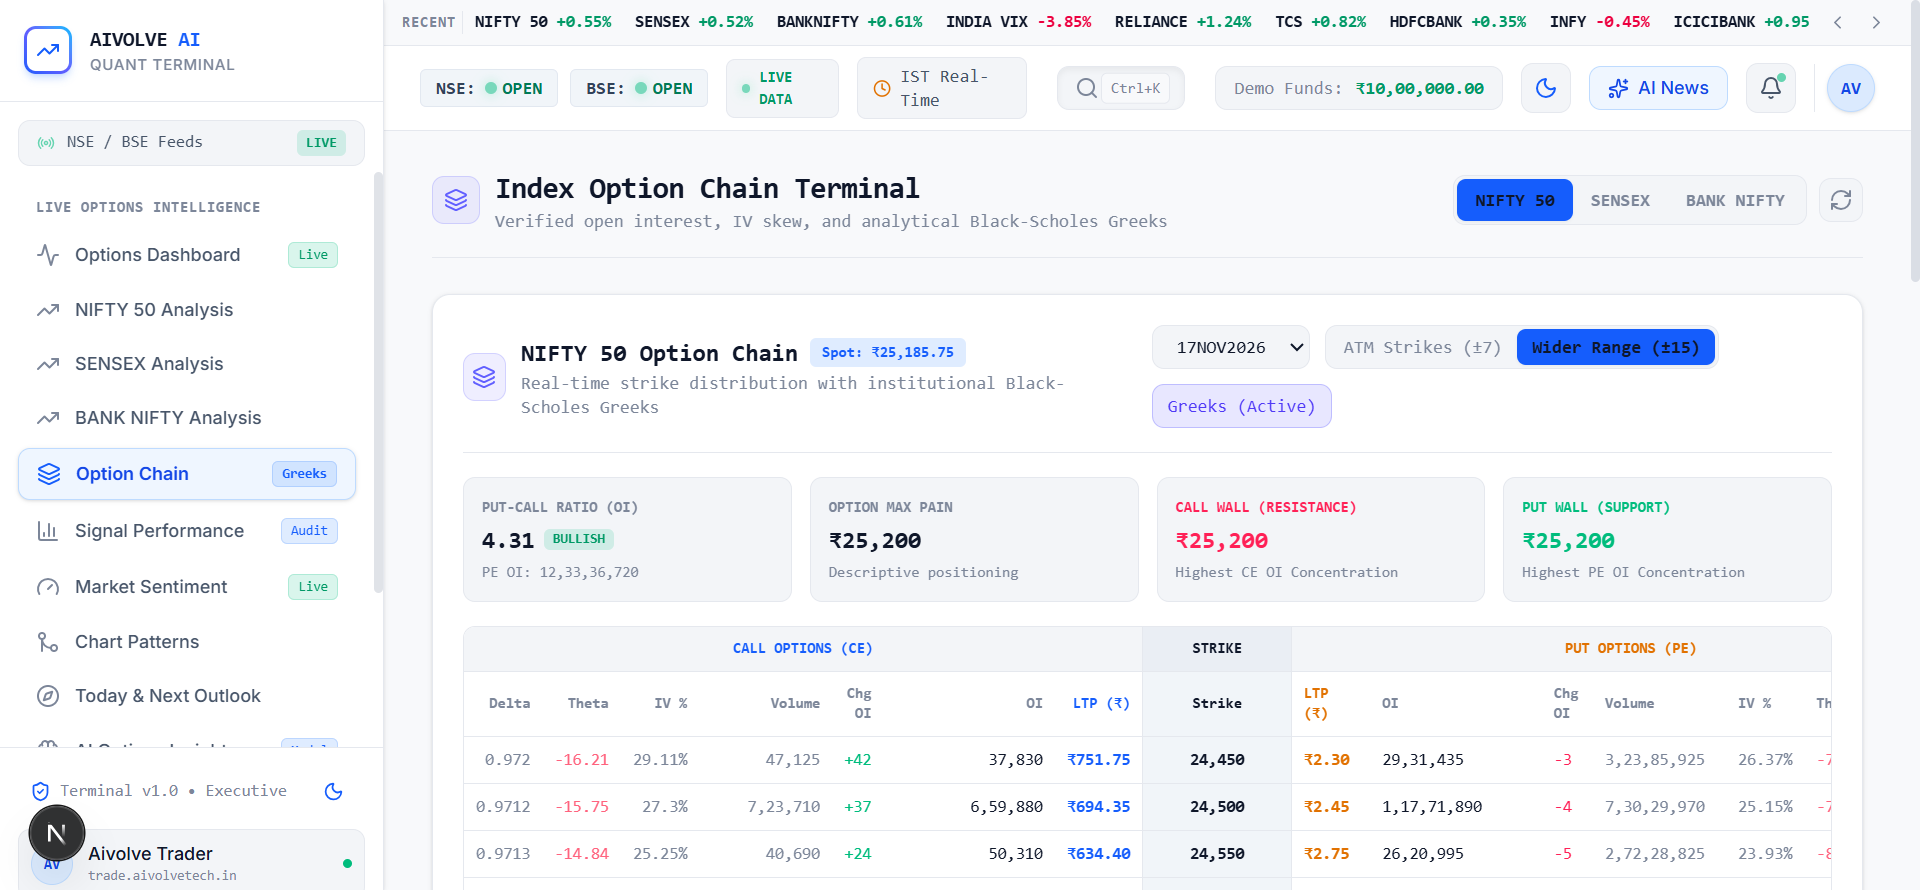 AIVOLVE AI
QUANT TERMINAL
NSE / BSE Feeds LIVE
LIVE OPTIONS INTELLIGENCE
Options Dashboard Live
NIFTY 50 Analysis
SENSEX Analysis
BANK NIFTY Analysis
Option Chain Greeks
Signal Performance Audit
Market Sentiment Live
Chart Patterns
Today & Next Outlook
Terminal v1.0 • Executive
N
AV
Aivolve Trader
trade.aivolvetech.in
RECENT NIFTY 50 +0.55% SENSEX +0.52% BANKNIFTY +0.61% INDIA VIX -3.85% RELIANCE +1.24% TCS +0.82% HDFCBANK +0.35% INFY -0.45% ICICIBANK +0.95
NSE: OPEN
BSE: OPEN
LIVE
DATA
IST Real-
Time
Ctrl+K
Demo Funds: ₹10,00,000.00
AI News
AV
Index Option Chain Terminal
Verified open interest, IV skew, and analytical Black-Scholes Greeks
NIFTY 50 SENSEX BANK NIFTY
NIFTY 50 Option Chain Spot: ₹25,185.75
Real-time strike distribution with institutional Black-
Scholes Greeks
17NOV2026
ATM Strikes (±7) Wider Range (±15)
Greeks (Active)
PUT-CALL RATIO (OI)
4.31 BULLISH
PE OI: 12,33,36,720
OPTION MAX PAIN
₹25,200
Descriptive positioning
CALL WALL (RESISTANCE)
₹25,200
Highest CE OI Concentration
PUT WALL (SUPPORT)
₹25,200
Highest PE OI Concentration
CALL OPTIONS (CE) STRIKE PUT OPTIONS (PE)
Delta Theta IV % Volume Chg OI OI LTP (₹) Strike LTP (₹) OI Chg OI Volume IV % Th
0.972 -16.21 29.11% 47,125 +42 37,830 ₹751.75 24,450 ₹2.30 29,31,435 -3 3,23,85,925 26.37% -7
0.9712 -15.75 27.3% 7,23,710 +37 6,59,880 ₹694.35 24,500 ₹2.45 1,17,71,890 -4 7,30,29,970 25.15% -7
0.9713 -14.84 25.25% 40,690 +24 50,310 ₹634.40 24,550 ₹2.75 26,20,995 -5 2,72,28,825 23.93% -8